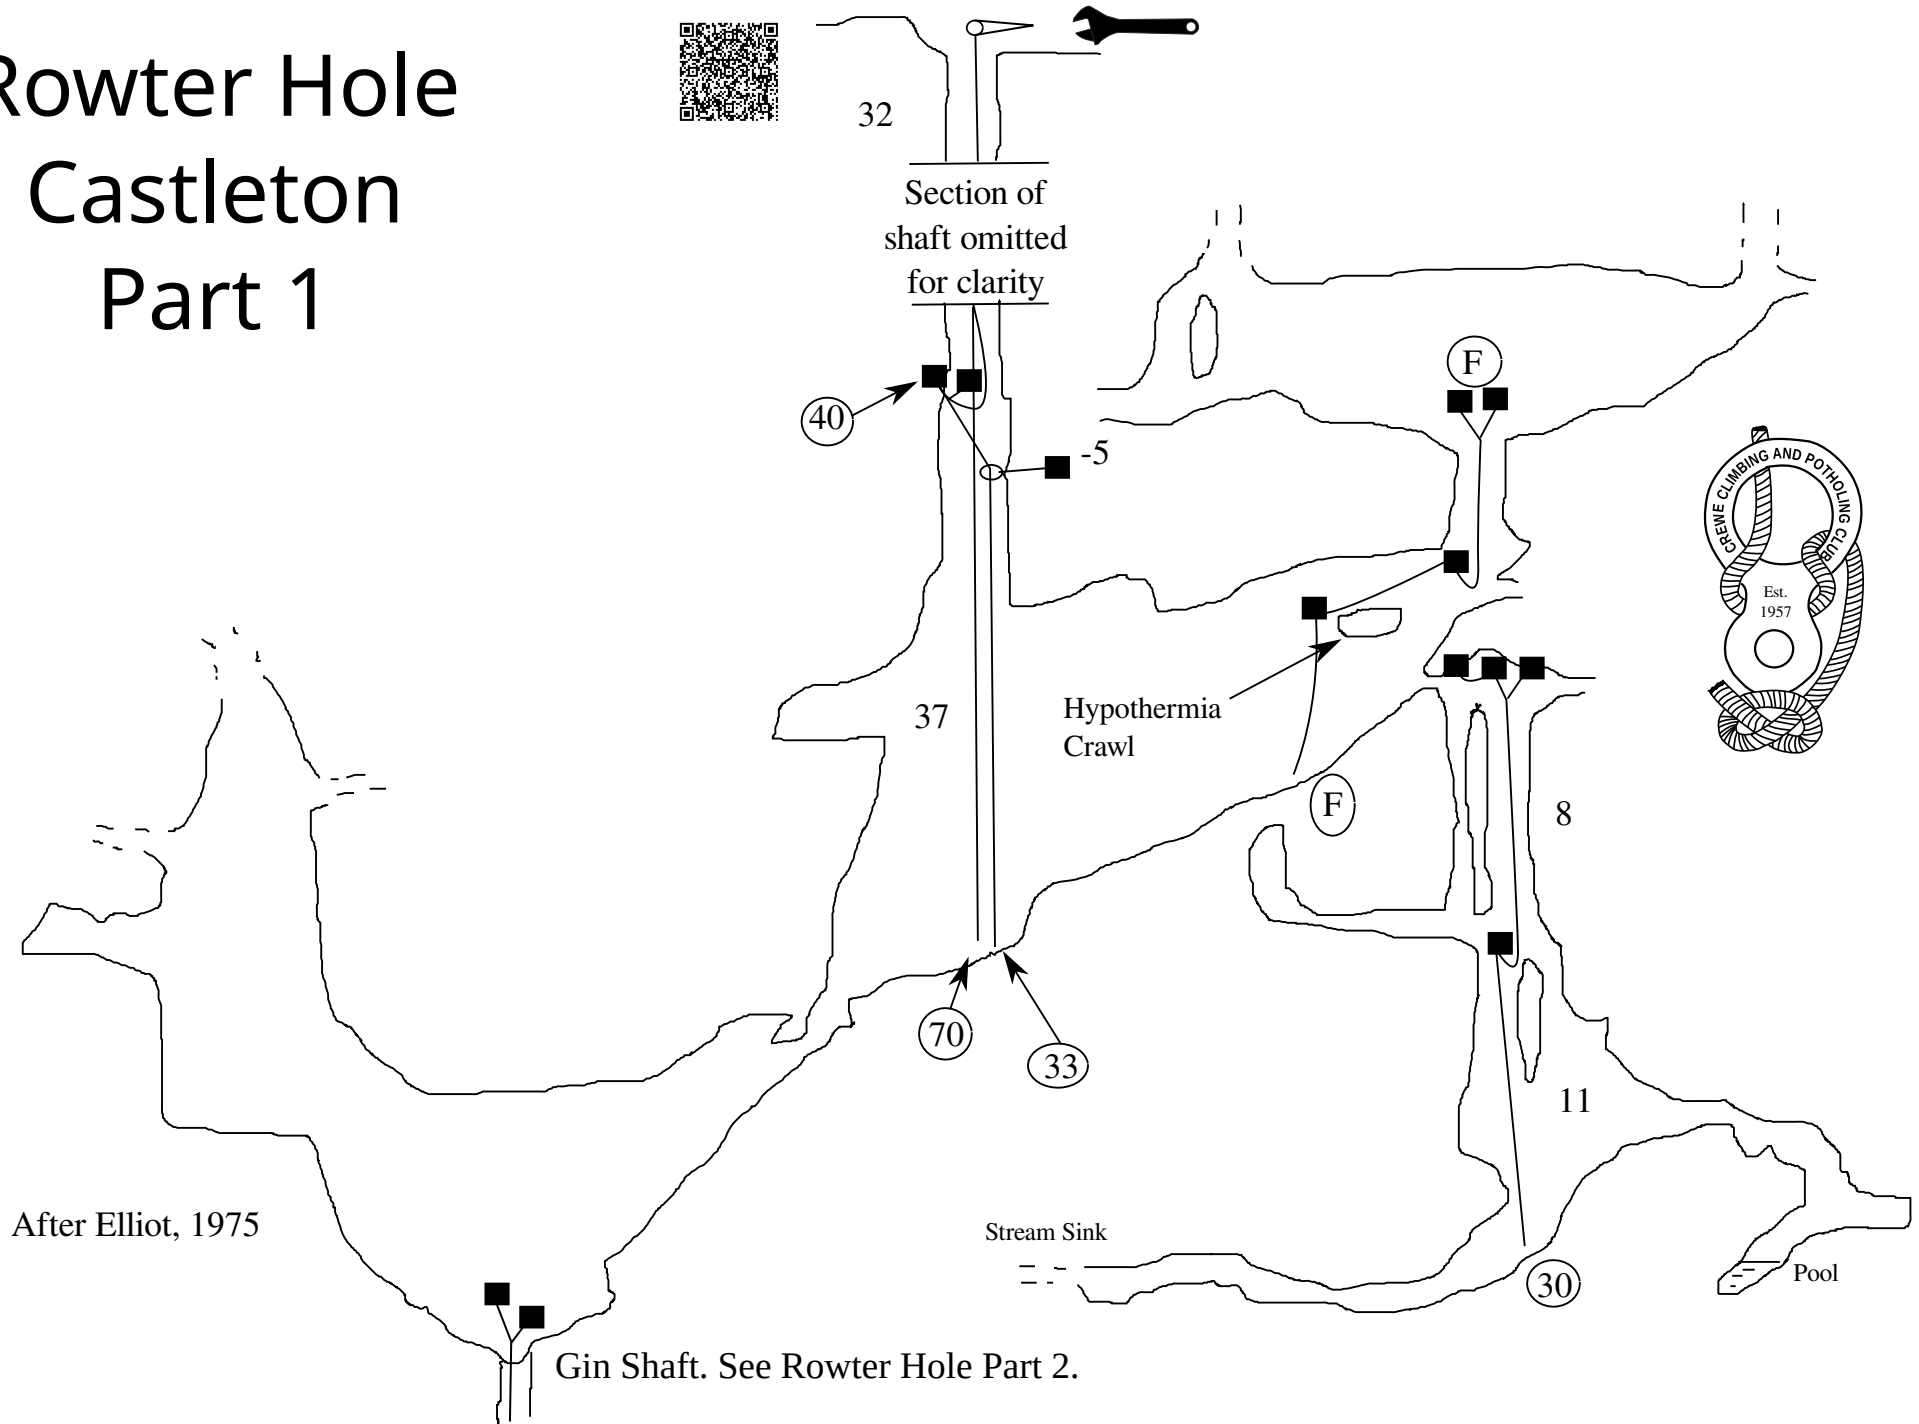 Rowter Hole
Castleton
Part 1
32
Section of
shaft omitted
for clarity
F
40
-5
CREWE CLIMBING AND POTHOLING CLUB
Est.
1957
37
Hypothermia
Crawl
F
8
70
33
11
After Elliot, 1975
Stream Sink
30
Pool
Gin Shaft. See Rowter Hole Part 2.